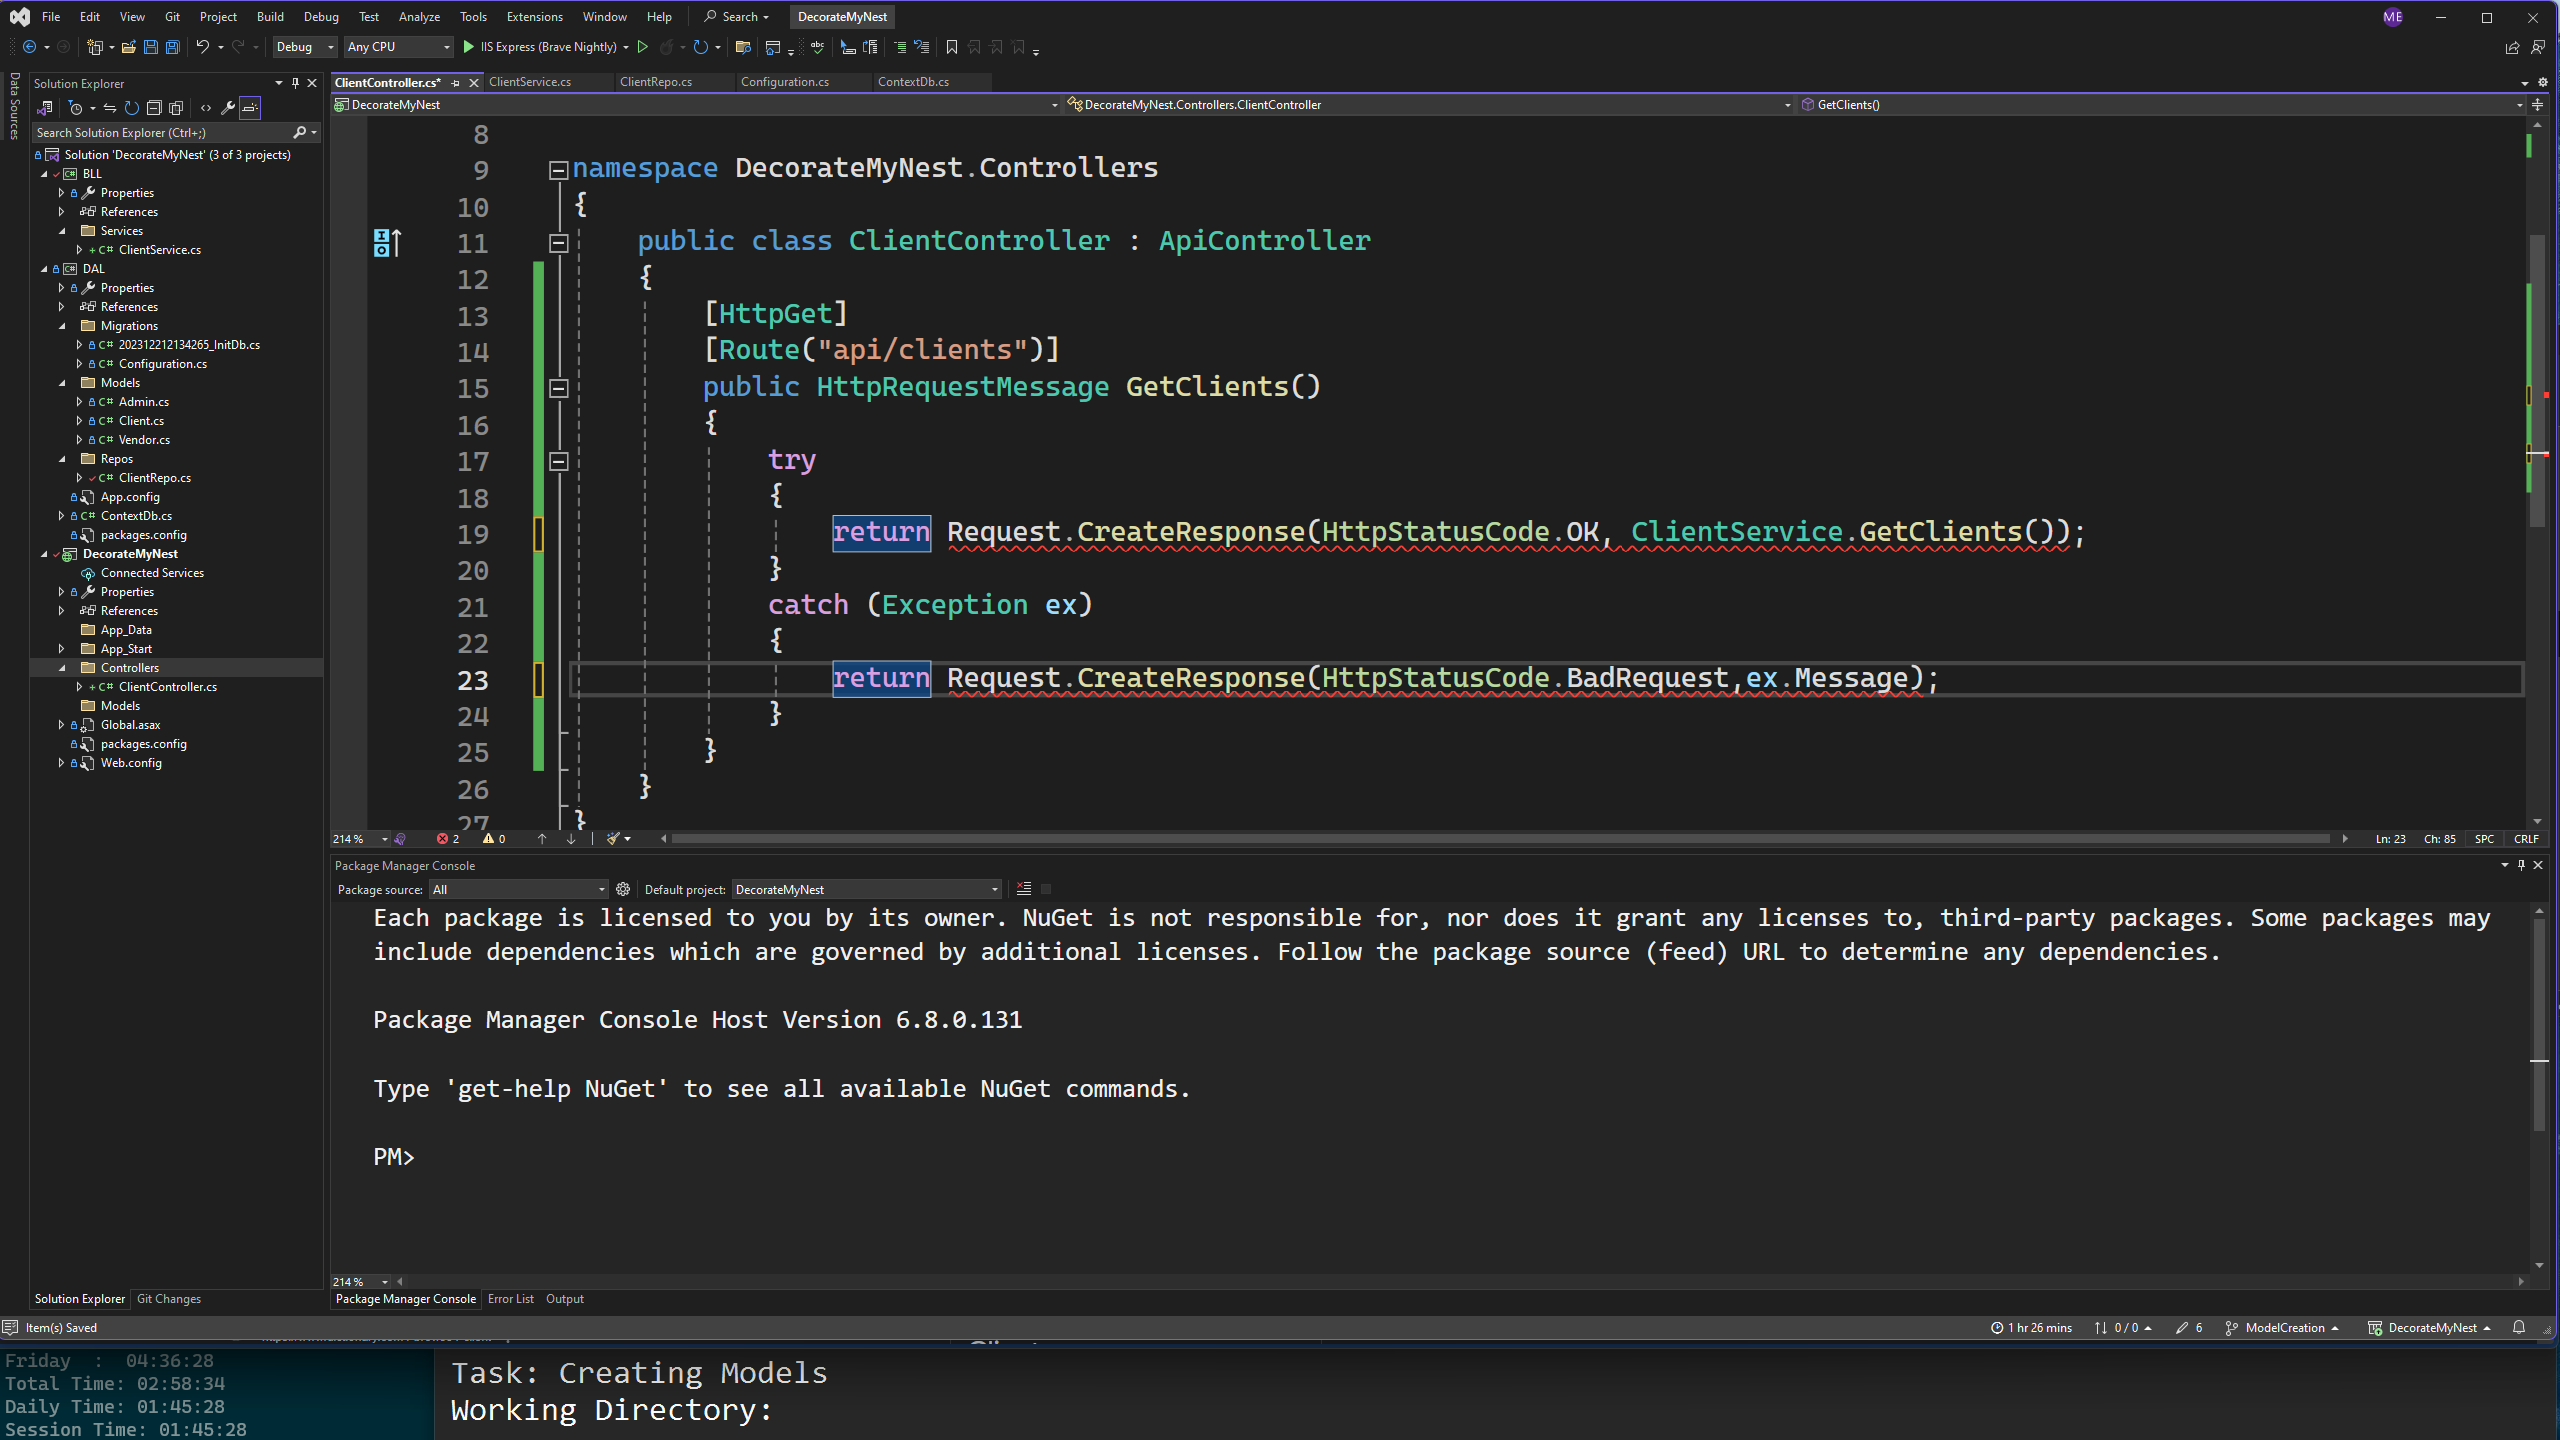 File Edit View Git Project Build Debug Test Analyze Tools Extensions Window Help Search DecorateMyNest ME
Debug Any CPU IIS Express (Brave Nightly)
Data Sources
Solution Explorer
Search Solution Explorer (Ctrl+;)
Solution 'DecorateMyNest' (3 of 3 projects)
BLL
Properties
References
Services
C# ClientService.cs
DAL
Properties
References
Migrations
C# 202312212134265_InitDb.cs
C# Configuration.cs
Models
C# Admin.cs
C# Client.cs
C# Vendor.cs
Repos
C# ClientRepo.cs
App.config
C# ContextDb.cs
packages.config
DecorateMyNest
Connected Services
Properties
References
App_Data
App_Start
Controllers
C# ClientController.cs
Models
Global.asax
packages.config
Web.config
Solution Explorer Git Changes
ClientController.cs* ClientService.cs ClientRepo.cs Configuration.cs ContextDb.cs
DecorateMyNest DecorateMyNest.Controllers.ClientController GetClients()
8
9 namespace DecorateMyNest.Controllers
10 {
11 public class ClientController : ApiController
12 {
13 [HttpGet]
14 [Route("api/clients")]
15 public HttpRequestMessage GetClients()
16 {
17 try
18 {
19 return Request.CreateResponse(HttpStatusCode.OK, ClientService.GetClients());
20 }
21 catch (Exception ex)
22 {
23 return Request.CreateResponse(HttpStatusCode.BadRequest,ex.Message);
24 }
25 }
26 }
27 }
214 % 2 0 Ln: 23 Ch: 85 SPC CRLF
Package Manager Console
Package source: All Default project: DecorateMyNest
Each package is licensed to you by its owner. NuGet is not responsible for, nor does it grant any licenses to, third-party packages. Some packages may
include dependencies which are governed by additional licenses. Follow the package source (feed) URL to determine any dependencies.
Package Manager Console Host Version 6.8.0.131
Type 'get-help NuGet' to see all available NuGet commands.
PM>
214 %
Package Manager Console Error List Output
Item(s) Saved 1 hr 26 mins 0 / 0 6 ModelCreation DecorateMyNest
Friday : 04:36:28
Total Time: 02:58:34
Daily Time: 01:45:28
Session Time: 01:45:28
Task: Creating Models
Working Directory: